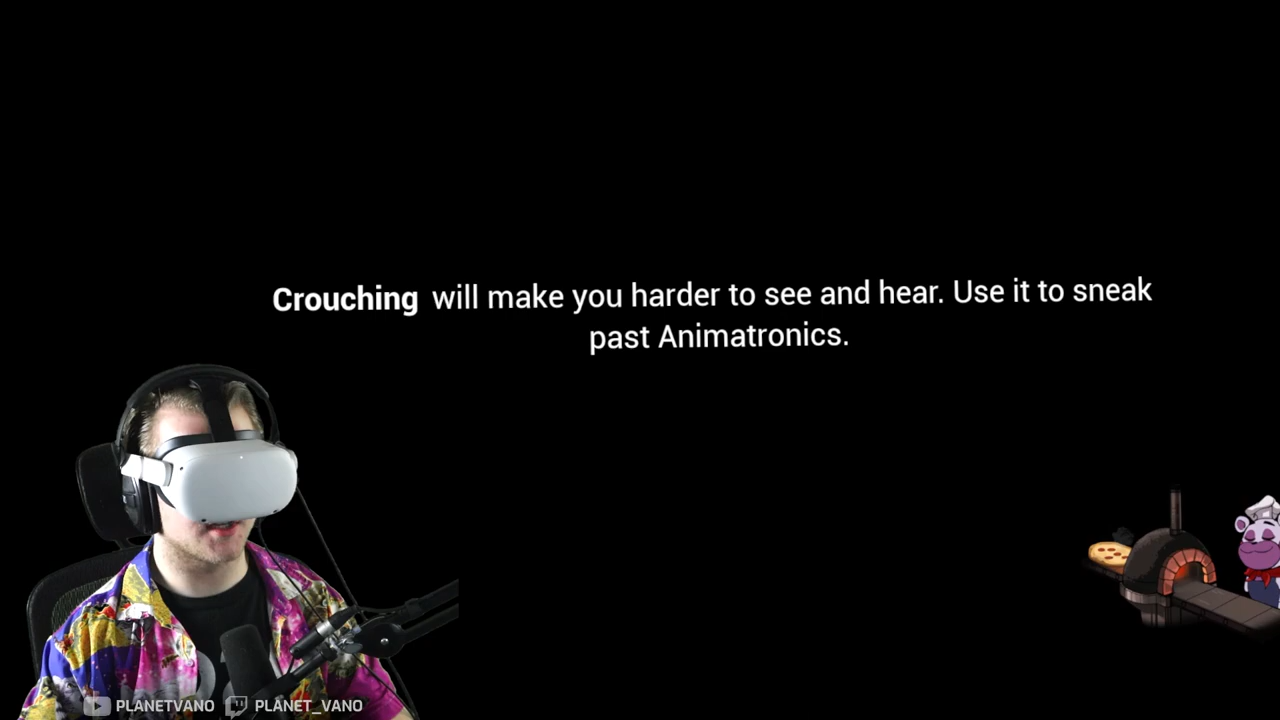 Crouching will make you harder to see and hear. Use it to sneak
past Animatronics.
PLANETVANO PLANET_VANO